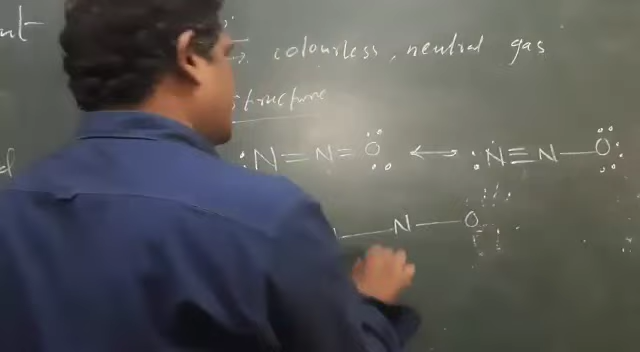 colourless, neutral gas
structure
:N=N=O ↔ :N≡N—O:
N—O